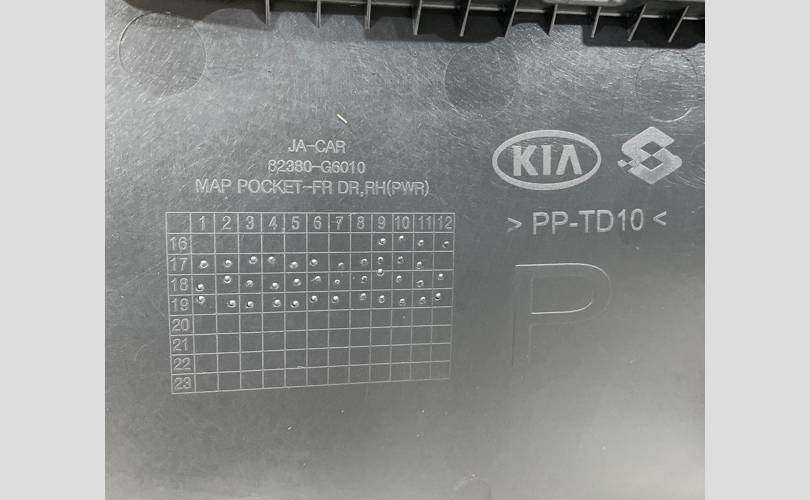 JA-CAR
82380-G6010
MAP POCKET-FR DR,RH(PWR)
KIA
> PP-TD10 <
P
1 2 3 4 5 6 7 8 9 10 11 12
16
17
18
19
20
21
22
23